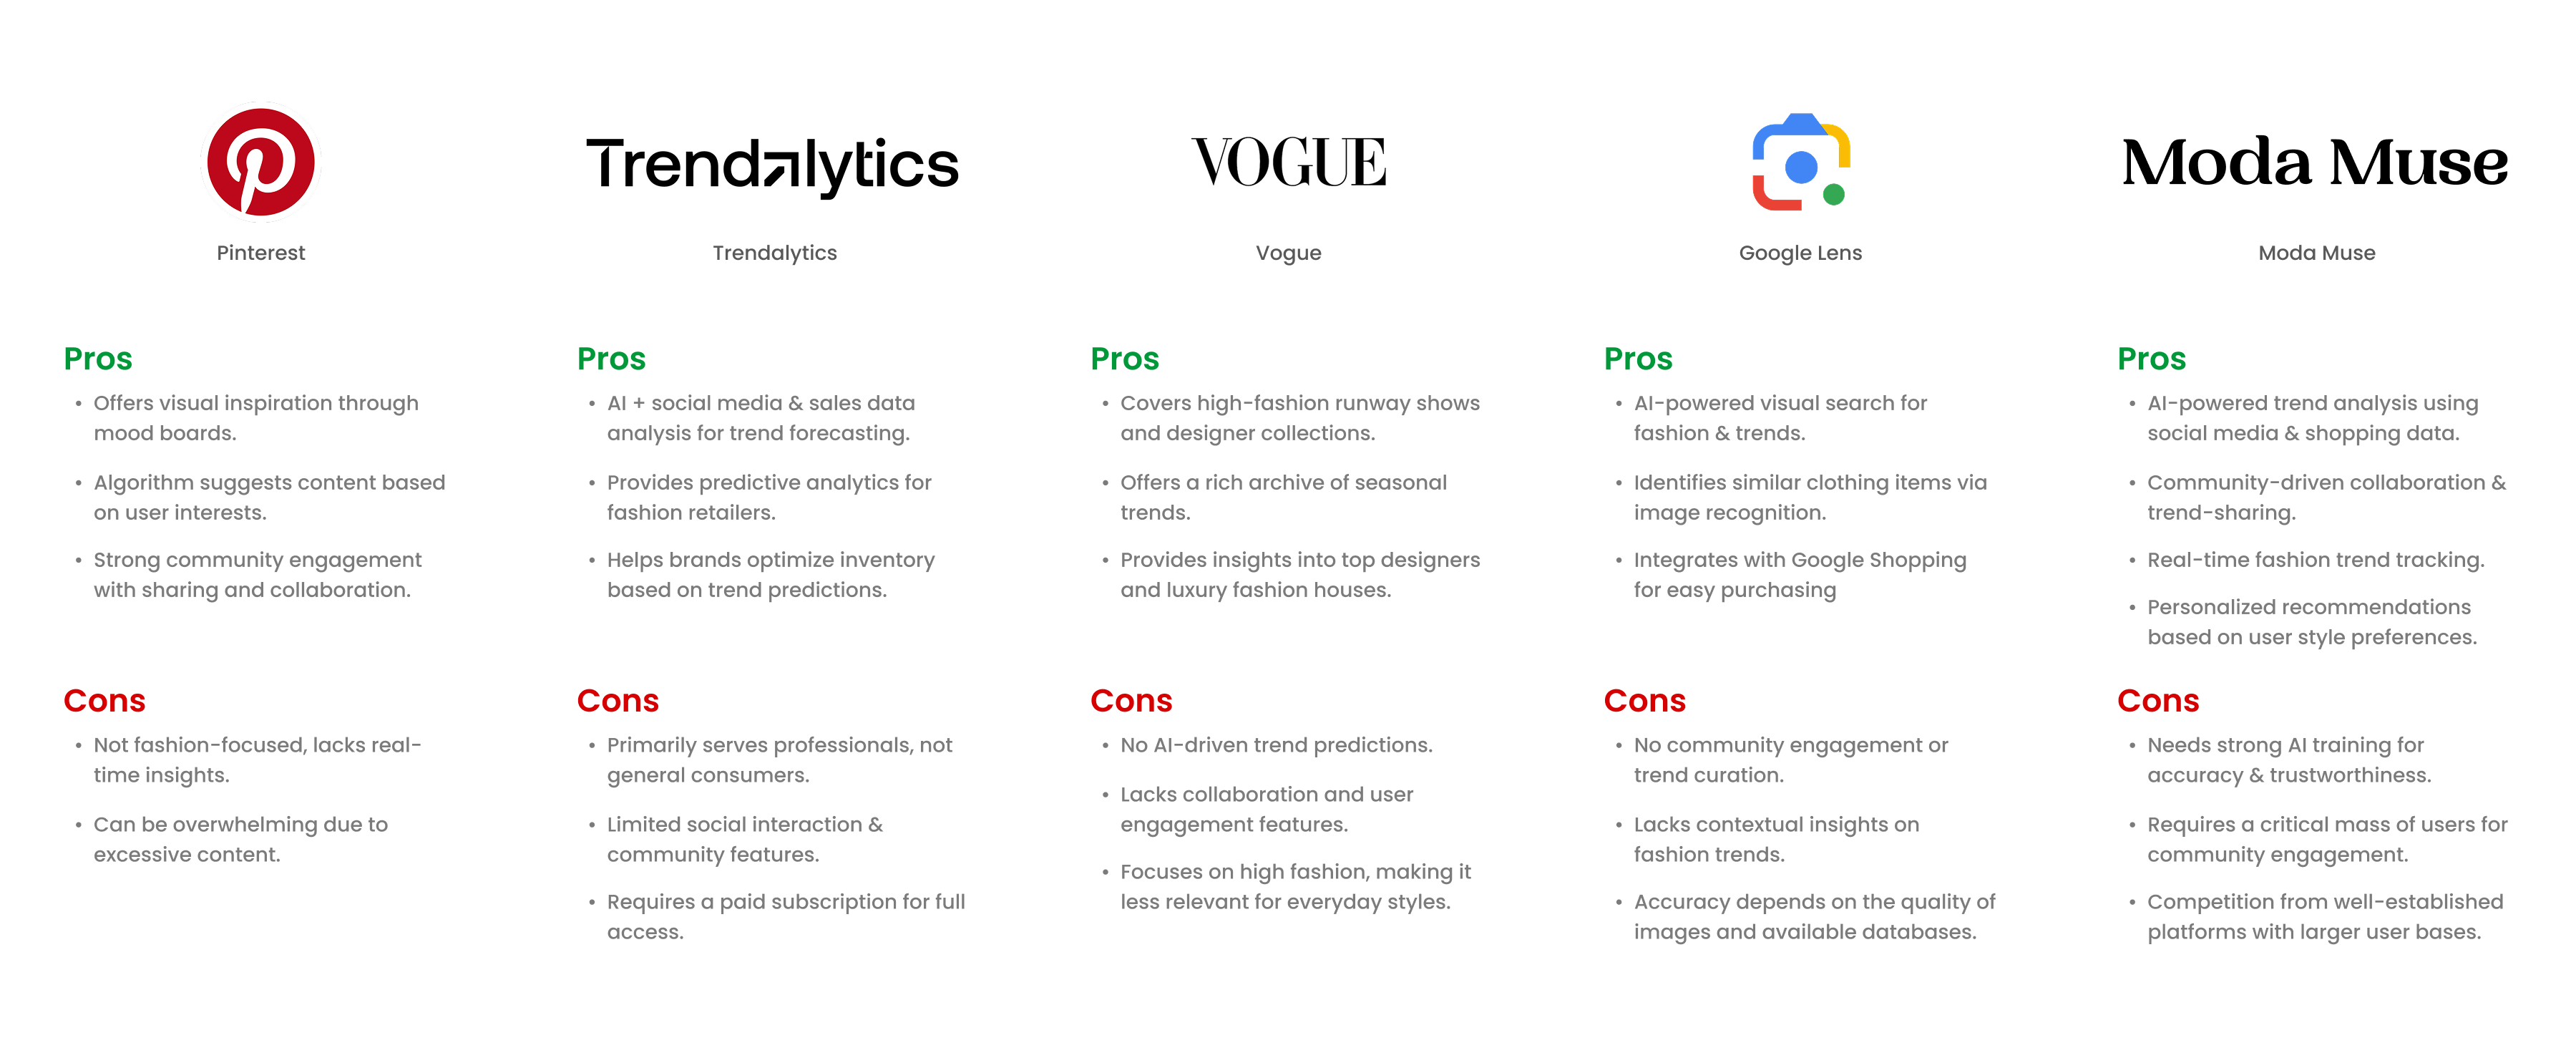 Trendalytics
VOGUE
Moda Muse
Pinterest
Trendalytics
Vogue
Google Lens
Moda Muse
Pros
• Offers visual inspiration through
mood boards.
• Algorithm suggests content based
on user interests.
• Strong community engagement
with sharing and collaboration.
Cons
• Not fashion-focused, lacks real-
time insights.
• Can be overwhelming due to
excessive content.
Pros
• AI + social media & sales data
analysis for trend forecasting.
• Provides predictive analytics for
fashion retailers.
• Helps brands optimize inventory
based on trend predictions.
Cons
• Primarily serves professionals, not
general consumers.
• Limited social interaction &
community features.
• Requires a paid subscription for full
access.
Pros
• Covers high-fashion runway shows
and designer collections.
• Offers a rich archive of seasonal
trends.
• Provides insights into top designers
and luxury fashion houses.
Cons
• No AI-driven trend predictions.
• Lacks collaboration and user
engagement features.
• Focuses on high fashion, making it
less relevant for everyday styles.
Pros
• AI-powered visual search for
fashion & trends.
• Identifies similar clothing items via
image recognition.
• Integrates with Google Shopping
for easy purchasing
Cons
• No community engagement or
trend curation.
• Lacks contextual insights on
fashion trends.
• Accuracy depends on the quality of
images and available databases.
Pros
• AI-powered trend analysis using
social media & shopping data.
• Community-driven collaboration &
trend-sharing.
• Real-time fashion trend tracking.
• Personalized recommendations
based on user style preferences.
Cons
• Needs strong AI training for
accuracy & trustworthiness.
• Requires a critical mass of users for
community engagement.
• Competition from well-established
platforms with larger user bases.